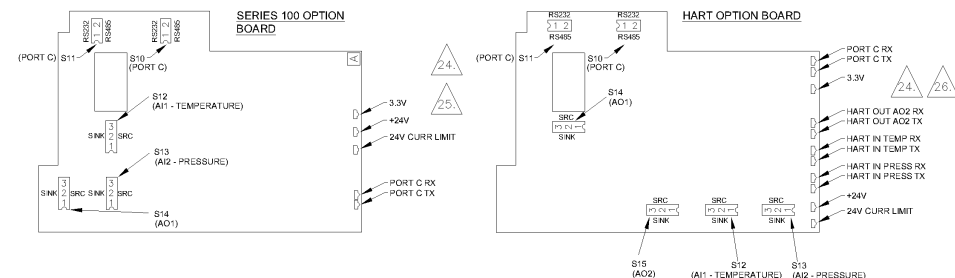 SERIES 100 OPTION
BOARD
RS232
1 2
RS485
RS232
1 2
RS485
(PORT C) S11
S10
(PORT C)
A
24.
25.
S12
(AI1 - TEMPERATURE)
SINK 3 2 1 SRC
S13
(AI2 - PRESSURE)
SINK 3 2 1 SRC
SINK 3 2 1 SRC
S14
(AO1)
3.3V
+24V
24V CURR LIMIT
PORT C RX
PORT C TX
HART OPTION BOARD
RS232
1 2
RS485
RS232
1 2
RS485
(PORT C) S11
S10
(PORT C)
S14
(AO1)
SRC
3 2 1
SINK
PORT C RX
PORT C TX
3.3V
24.
26.
HART OUT AO2 RX
HART OUT AO2 TX
HART IN TEMP RX
HART IN TEMP TX
HART IN PRESS RX
HART IN PRESS TX
+24V
24V CURR LIMIT
SRC
3 2 1
SINK
SRC
3 2 1
SINK
SRC
3 2 1
SINK
S15
(AO2)
S12
(AI1 - TEMPERATURE)
S13
(AI2 - PRESSURE)